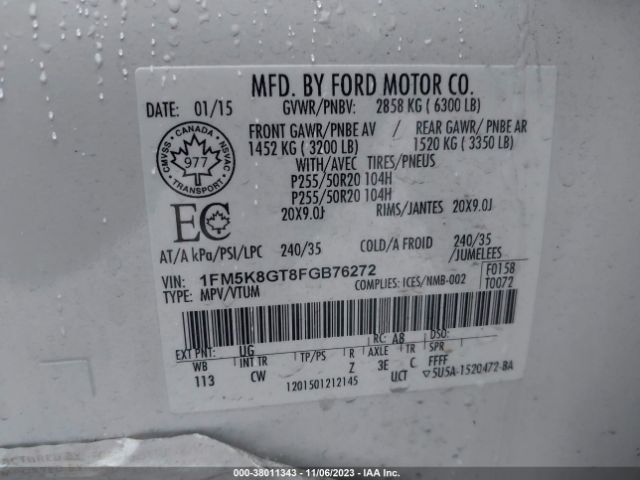 MFD. BY FORD MOTOR CO.
DATE: 01/15 GVWR/PNBV: 2858 KG ( 6300 LB)
FRONT GAWR/PNBE AV / REAR GAWR/ PNBE AR
1452 KG ( 3200 LB) 1520 KG ( 3350 LB)
WITH/AVEC TIRES/PNEUS
P255/50R20 104H
P255/50R20 104H
20X9.0J RIMS/JANTES 20X9.0J
CMVSS · CANADA · NSVAC
977
TRANSPORT
EC
AT/A kPa/PSI/LPC 240/35 COLD/A FROID 240/35
/JUMELEES
VIN: 1FM5K8GT8FGB76272 F0158
TYPE: MPV/VTUM COMPLIES: ICES/NMB-002 T0072
EXT PNT: UG RC: A8 DSO:
WB INT TR TP/PS R AXLE TR SPR
113 CW Z 3E C FFFF
1201501212145 UCT ▽5U5A-1520472-BA
000-38011343 - 11/06/2023 - IAA Inc.